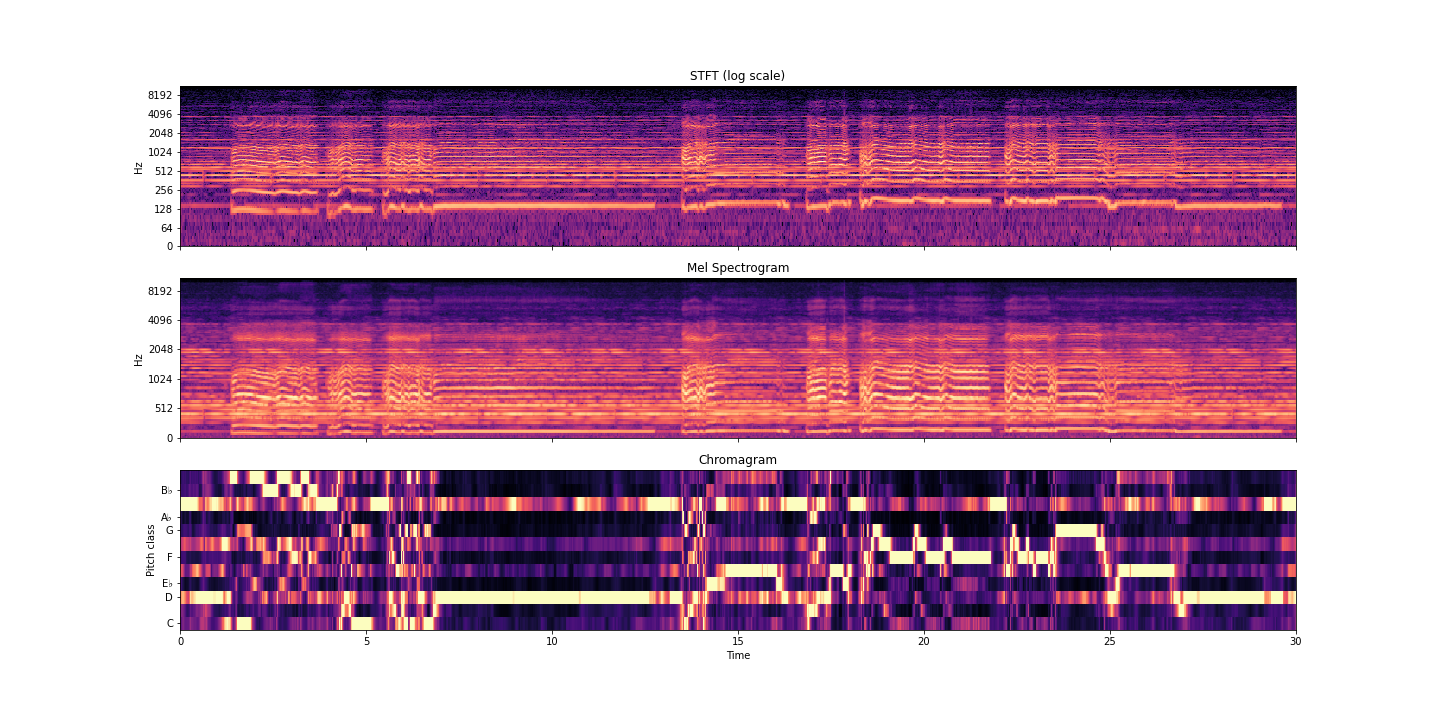 STFT (log scale)
8192
4096
2048
1024
512
256
128
64
0
Hz
Mel Spectrogram
8192
4096
2048
1024
512
0
Hz
Chromagram
B♭
A♭
G
F
E♭
D
C
Pitch class
0 5 10 15 20 25 30
Time